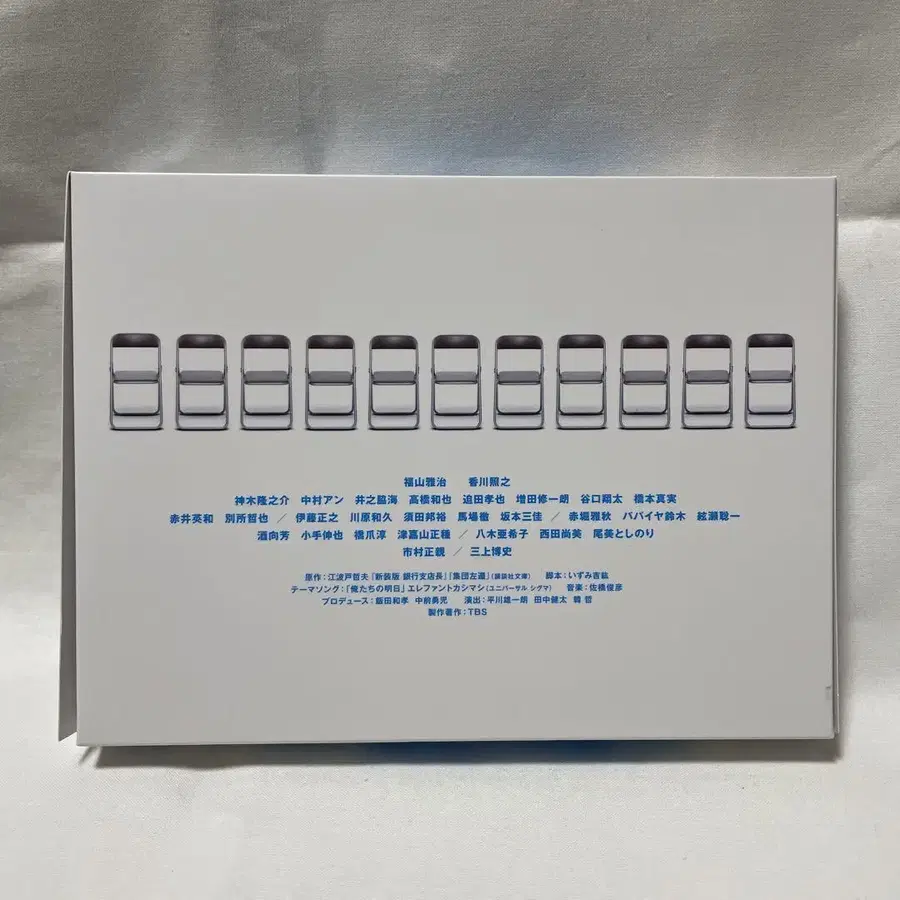 福山雅治 香川照之
神木隆之介 中村アン 井之脇海 高橋和也 迫田孝也 増田修一朗 谷口翔太 橋本真実
赤井英和 別所哲也 / 伊藤正之 川原和久 須田邦裕 馬場徹 坂本三佳 / 赤堀雅秋 パパイヤ鈴木 絃瀬聡一
酒向芳 小手伸也 橋爪淳 津嘉山正種 / 八木亜希子 西田尚美 尾美としのり
市村正親 / 三上博史
原作:江波戸哲夫『新装版 銀行支店長』『集団左遷』(講談社文庫) 脚本:いずみ吉紘
テーマソング:「俺たちの明日」エレファントカシマシ(ユニバーサル シグマ) 音楽:佐橋俊彦
プロデュース:飯田和孝 中前勇児 演出:平川雄一朗 田中健太 韓哲
製作著作:TBS